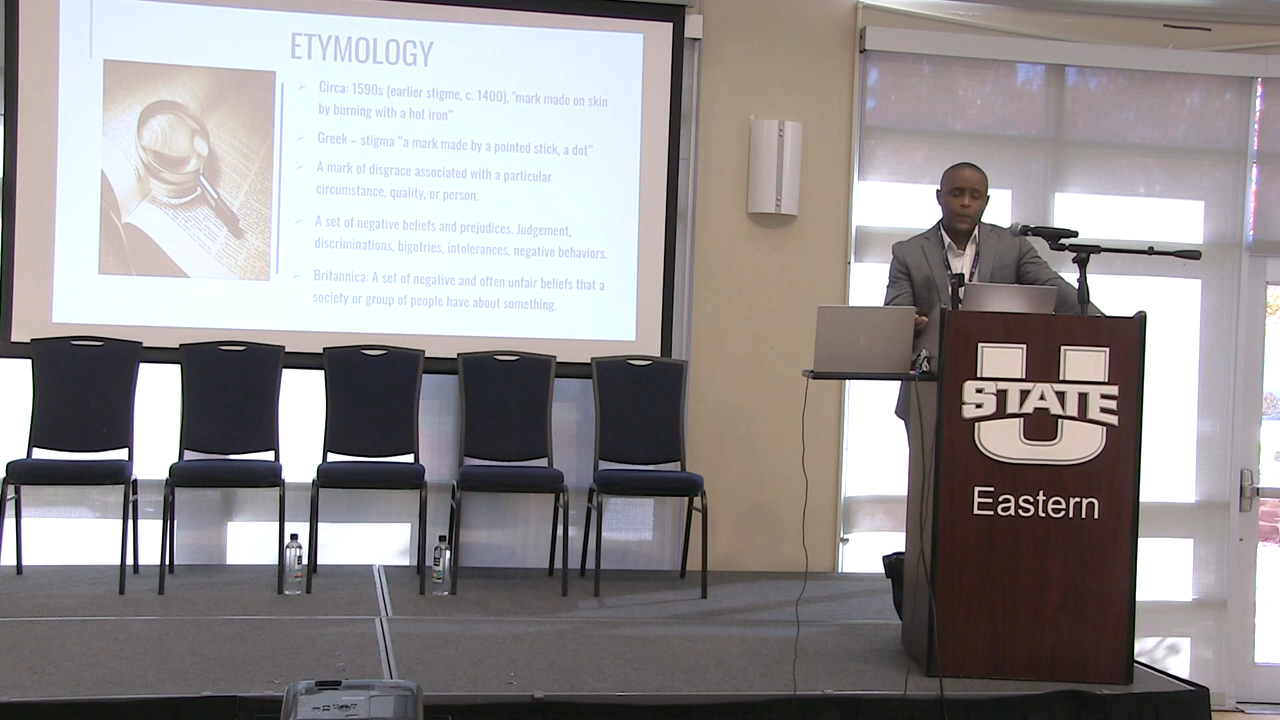 ETYMOLOGY
Circa: 1590s (earlier stigme, c. 1400), "mark made on skin
by burning with a hot iron"
Greek – stigma "a mark made by a pointed stick, a dot"
A mark of disgrace associated with a particular
circumstance, quality, or person.
A set of negative beliefs and prejudices. Judgement,
discriminations, bigotries, intolerances, negative behaviors.
Britannica: A set of negative and often unfair beliefs that a
society or group of people have about something.
U
STATE
Eastern